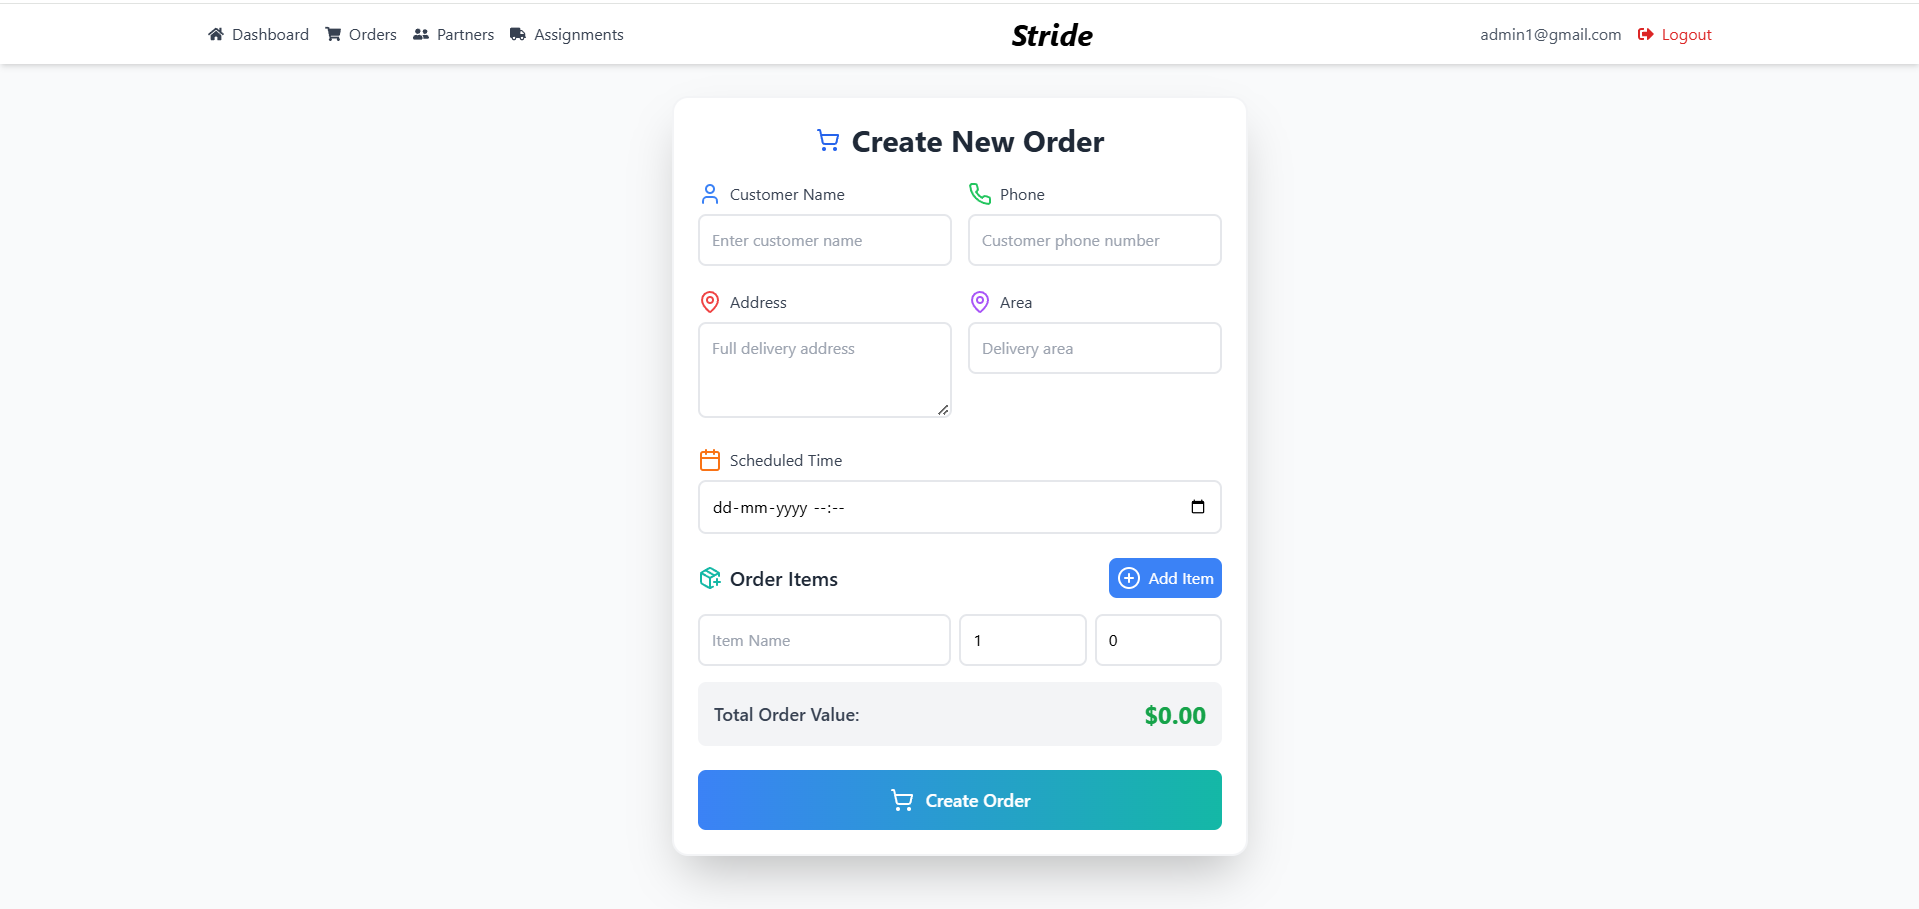 Dashboard Orders Partners Assignments Stride admin1@gmail.com Logout
Create New Order
Customer Name Phone
Enter customer name Customer phone number
Address Area
Full delivery address Delivery area
Scheduled Time
dd-mm-yyyy --:--
Order Items Add Item
Item Name 1 0
Total Order Value: $0.00
Create Order